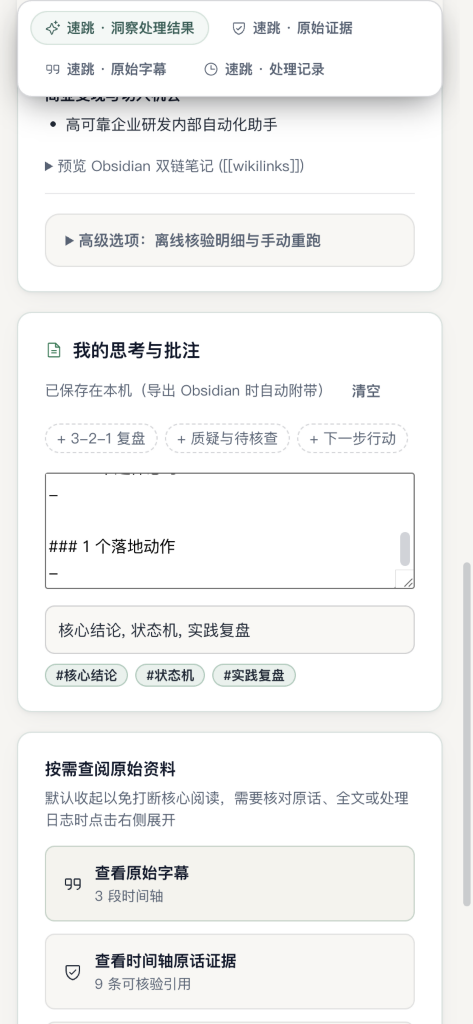 速跳 · 洞察处理结果
速跳 · 原始证据
速跳 · 原始字幕
速跳 · 处理记录
• 高可靠企业研发内部自动化助手
▶ 预览 Obsidian 双链笔记 ([[wikilinks]])
▶ 高级选项：离线核验明细与手动重跑
我的思考与批注
已保存在本机（导出 Obsidian 时自动附带）
清空
+ 3-2-1 复盘
+ 质疑与待核查
+ 下一步行动
–
### 1 个落地动作
–
核心结论, 状态机, 实践复盘
#核心结论
#状态机
#实践复盘
按需查阅原始资料
默认收起以免打断核心阅读，需要核对原话、全文或处理
日志时点击右侧展开
查看原始字幕
3 段时间轴
查看时间轴原话证据
9 条可核验引用